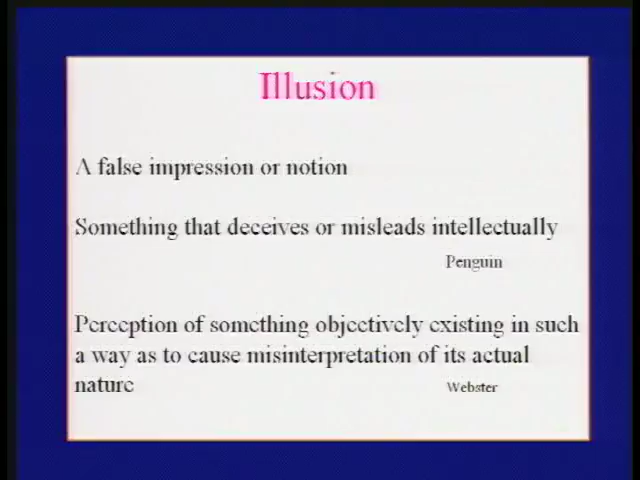 Illusion
A false impression or notion
Something that deceives or misleads intellectually
Penguin
Perception of something objectively existing in such
a way as to cause misinterpretation of its actual
nature
Webster